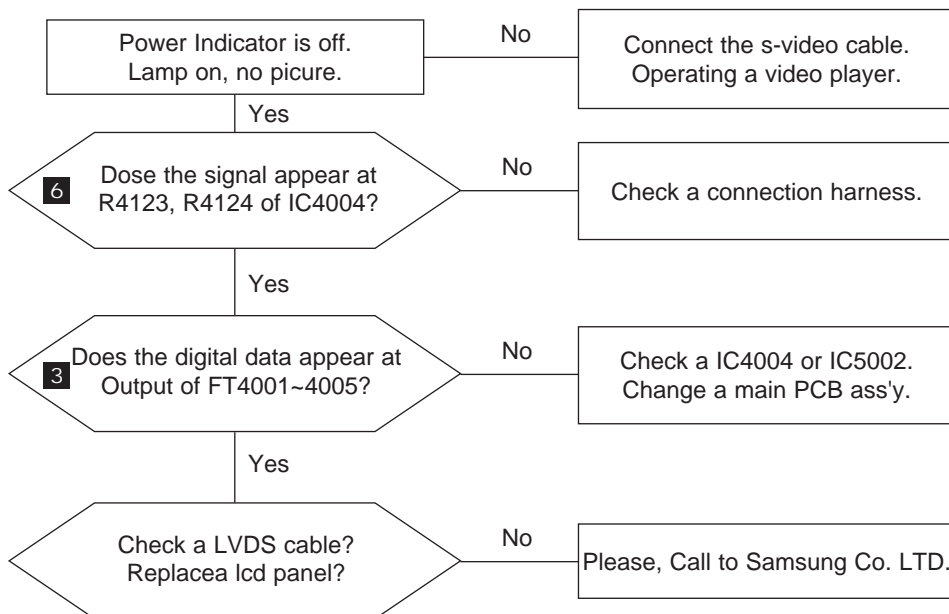 Power Indicator is off.
Lamp on, no picure.
No
Connect the s-video cable.
Operating a video player.
Yes
6
Dose the signal appear at
R4123, R4124 of IC4004?
No
Check a connection harness.
Yes
3
Does the digital data appear at
Output of FT4001~4005?
No
Check a IC4004 or IC5002.
Change a main PCB ass'y.
Yes
Check a LVDS cable?
Replacea lcd panel?
No
Please, Call to Samsung Co. LTD.